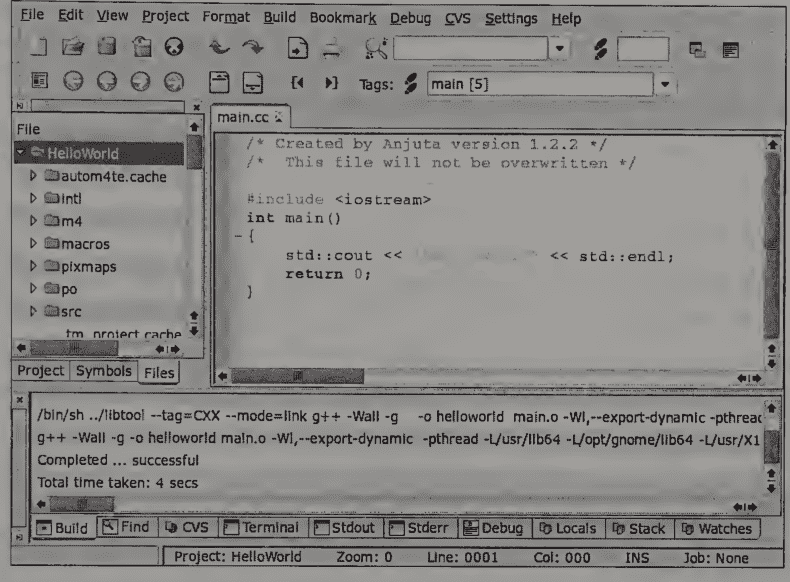 File Edit View Project Format Build Bookmark Debug CVS Settings Help
Tags: main [5]
File
HelloWorld
autom4te.cache
intl
m4
macros
pixmaps
po
src
tm_project.cache
Project Symbols Files
main.cc
/* Created by Anjuta version 1.2.2 */
/* This file will not be overwritten */
#include <iostream>
int main()
{
std::cout << << std::endl;
return 0;
}
/bin/sh ../libtool --tag=CXX --mode=link g++ -Wall -g -o helloworld main.o -Wl,--export-dynamic -pthread
g++ -Wall -g -o helloworld main.o -Wl,--export-dynamic -pthread -L/usr/lib64 -L/opt/gnome/lib64 -L/usr/X1
Completed ... successful
Total time taken: 4 secs
Build Find CVS Terminal Stdout Stderr Debug Locals Stack Watches
Project: HelloWorld Zoom: 0 Line: 0001 Col: 000 INS Job: None